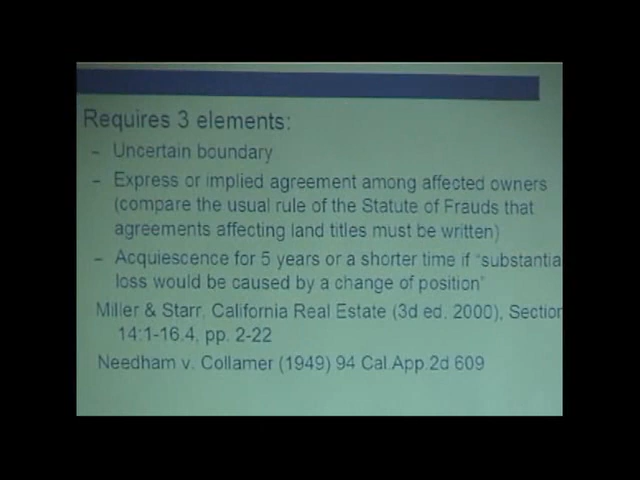 Requires 3 elements:
– Uncertain boundary
– Express or implied agreement among affected owners
(compare the usual rule of the Statute of Frauds that
agreements affecting land titles must be written)
– Acquiescence for 5 years or a shorter time if "substantia
loss would be caused by a change of position"
Miller & Starr, California Real Estate (3d ed. 2000), Section
14:1-16.4, pp. 2-22
Needham v. Collamer (1949) 94 Cal.App.2d 609